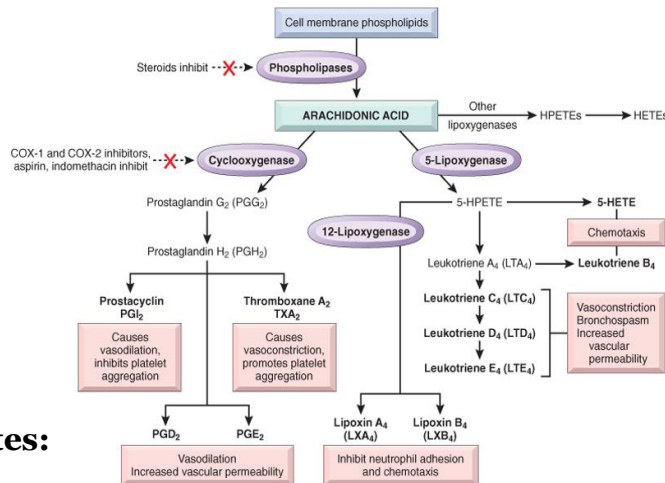 Cell membrane phospholipids
Steroids inhibit
Phospholipases
ARACHIDONIC ACID
Other
lipoxygenases
HPETEs
HETEs
COX-1 and COX-2 inhibitors,
aspirin, indomethacin inhibit
Cyclooxygenase
5-Lipoxygenase
Prostaglandin G₂ (PGG₂)
5-HPETE
5-HETE
12-Lipoxygenase
Chemotaxis
Prostaglandin H₂ (PGH₂)
Leukotriene A₄ (LTA₄)
Leukotriene B₄
Prostacyclin
PGI₂
Thromboxane A₂
TXA₂
Leukotriene C₄ (LTC₄)
Leukotriene D₄ (LTD₄)
Leukotriene E₄ (LTE₄)
Vasoconstriction
Bronchospasm
Increased
vascular
permeability
Causes
vasodilation,
inhibits platelet
aggregation
Causes
vasoconstriction,
promotes platelet
aggregation
PGD₂
PGE₂
Lipoxin A₄
(LXA₄)
Lipoxin B₄
(LXB₄)
tes:
Vasodilation
Increased vascular permeability
Inhibit neutrophil adhesion
and chemotaxis